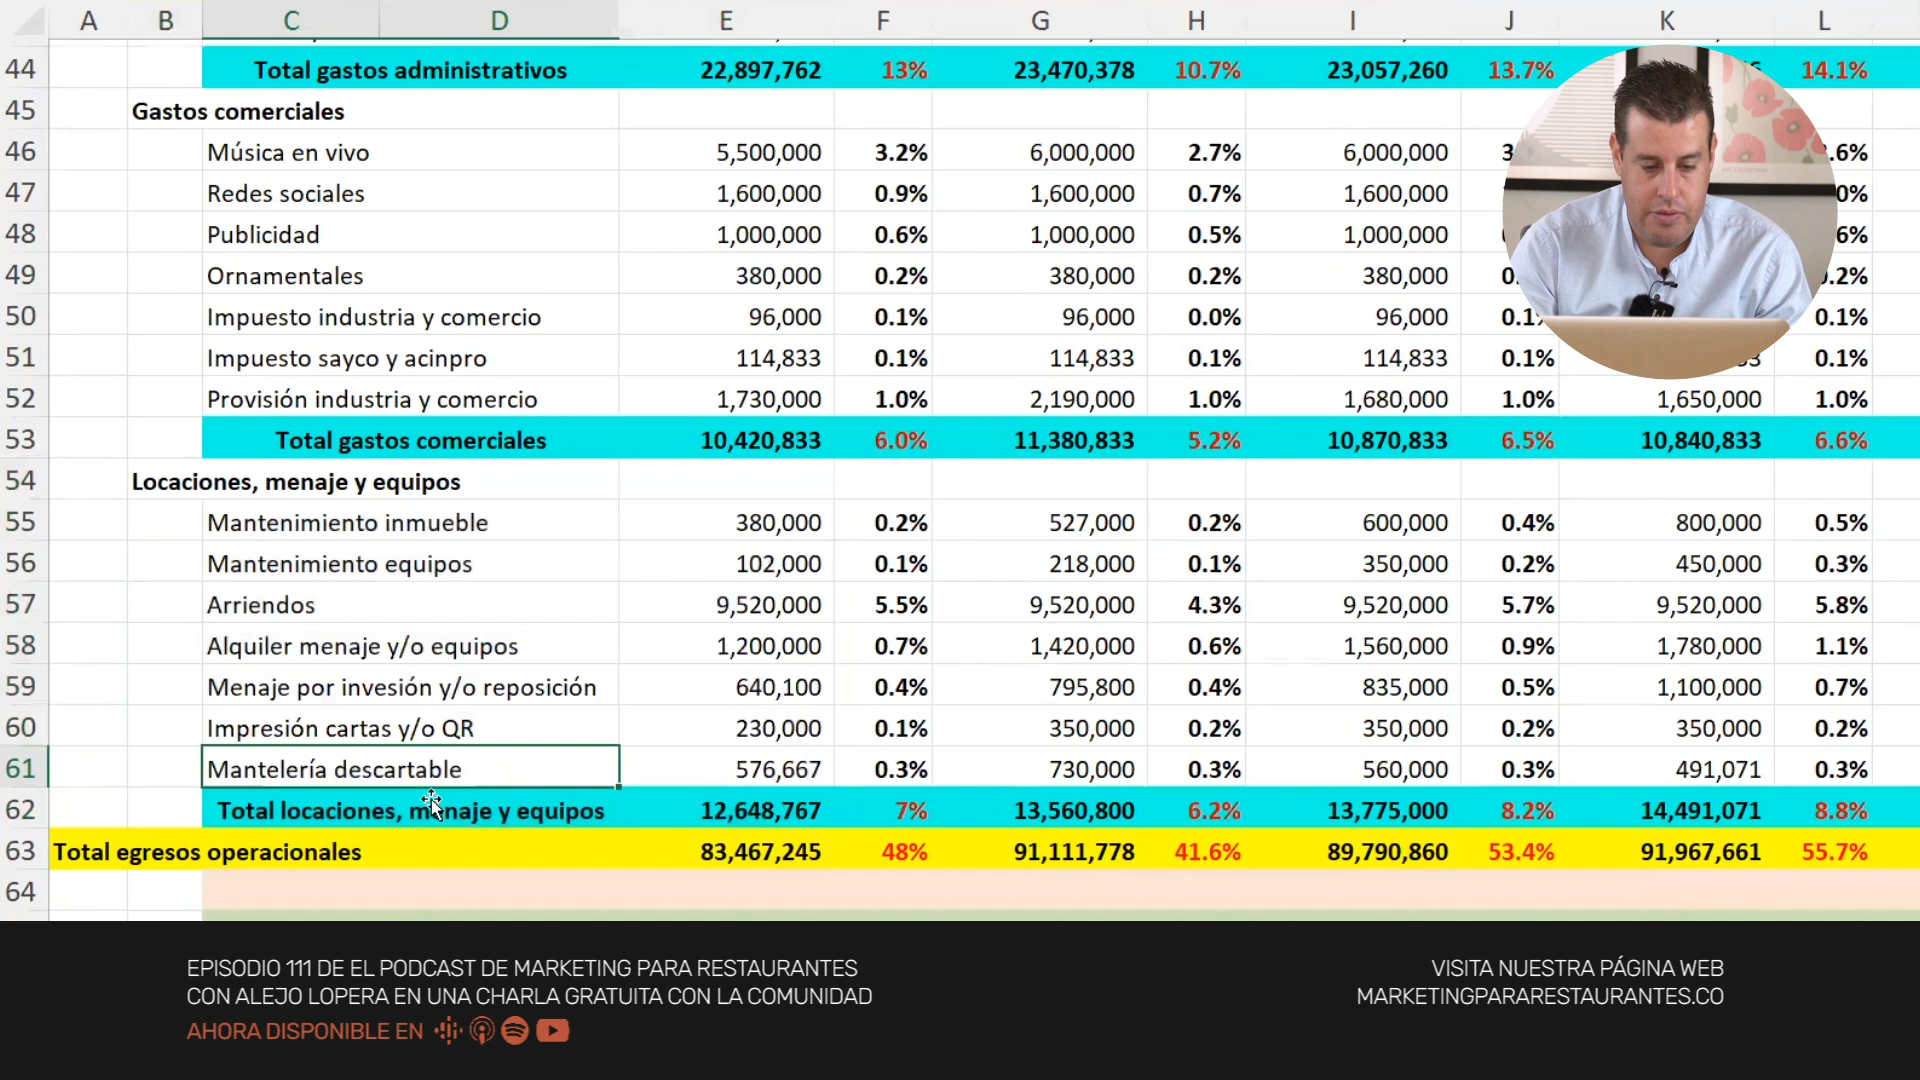 A B C D E F G H I J K L
44 Total gastos administrativos 22,897,762 13% 23,470,378 10.7% 23,057,260 13.7% 14.1%
45 Gastos comerciales
46 Música en vivo 5,500,000 3.2% 6,000,000 2.7% 6,000,000 3 .6%
47 Redes sociales 1,600,000 0.9% 1,600,000 0.7% 1,600,000 0%
48 Publicidad 1,000,000 0.6% 1,000,000 0.5% 1,000,000 6%
49 Ornamentales 380,000 0.2% 380,000 0.2% 380,000 0. .2%
50 Impuesto industria y comercio 96,000 0.1% 96,000 0.0% 96,000 0.1% 0.1%
51 Impuesto sayco y acinpro 114,833 0.1% 114,833 0.1% 114,833 0.1% 0.1%
52 Provisión industria y comercio 1,730,000 1.0% 2,190,000 1.0% 1,680,000 1.0% 1,650,000 1.0%
53 Total gastos comerciales 10,420,833 6.0% 11,380,833 5.2% 10,870,833 6.5% 10,840,833 6.6%
54 Locaciones, menaje y equipos
55 Mantenimiento inmueble 380,000 0.2% 527,000 0.2% 600,000 0.4% 800,000 0.5%
56 Mantenimiento equipos 102,000 0.1% 218,000 0.1% 350,000 0.2% 450,000 0.3%
57 Arriendos 9,520,000 5.5% 9,520,000 4.3% 9,520,000 5.7% 9,520,000 5.8%
58 Alquiler menaje y/o equipos 1,200,000 0.7% 1,420,000 0.6% 1,560,000 0.9% 1,780,000 1.1%
59 Menaje por invesión y/o reposición 640,100 0.4% 795,800 0.4% 835,000 0.5% 1,100,000 0.7%
60 Impresión cartas y/o QR 230,000 0.1% 350,000 0.2% 350,000 0.2% 350,000 0.2%
61 Mantelería descartable 576,667 0.3% 730,000 0.3% 560,000 0.3% 491,071 0.3%
62 Total locaciones, menaje y equipos 12,648,767 7% 13,560,800 6.2% 13,775,000 8.2% 14,491,071 8.8%
63 Total egresos operacionales 83,467,245 48% 91,111,778 41.6% 89,790,860 53.4% 91,967,661 55.7%
64
EPISODIO 111 DE EL PODCAST DE MARKETING PARA RESTAURANTES
CON ALEJO LOPERA EN UNA CHARLA GRATUITA CON LA COMUNIDAD
AHORA DISPONIBLE EN
VISITA NUESTRA PÁGINA WEB
MARKETINGPARARESTAURANTES.CO